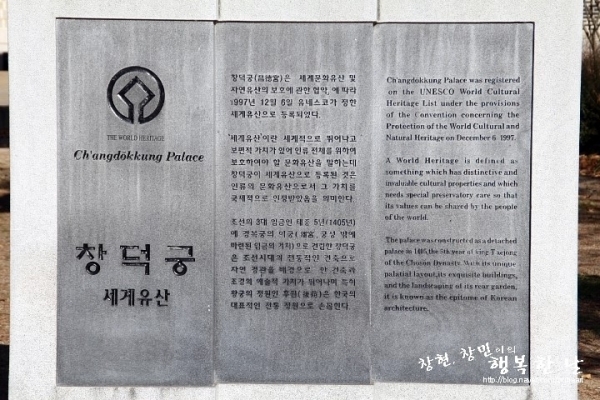 THE WORLD HERITAGE
Ch'angdŏkkung Palace
창덕궁
세계유산
창덕궁(昌德宮)은 세계문화유산 및
자연유산의 보호에 관한 협약, 에 따라
1997년 12월 6일 유네스코가 정한
세계유산으로 등록되었다.
'세계유산'이란 세계적으로 뛰어나고
보편적 가치가 있어 인류 전체를 위하여
보호하여야 할 문화유산을 말하는데
창덕궁이 세계유산으로 등록된 것은
인류의 문화유산으로서 그 가치를
국제적으로 인정받았음을 의미한다.
조선의 3대 임금인 태종 5년(1405년)
에 경복궁의 이궁(離宮, 궁성 밖에
마련된 임금의 거처)으로 건립한 창덕궁
은 조선시대의 전통적인 건축으로
자연 경관을 배경으로 한 건축과
조경의 예술적 가치가 뛰어나며 특히
왕궁의 정원인 후원(後苑)은 한국의
대표적인 전통 정원으로 손꼽힌다.
Ch'angdokkung Palace was registered
on the UNESCO World Cultural
Heritage List under the provisions
of the Convention concerning the
Protection of the World Cultural and
Natural Heritage on December 6 1997.
A World Heritage is defined as
something which has distinctive and
invaluable cultural properties and which
needs special preservatory care so that
its values can be shared by the people
of the world.
The palace was constructed as a detached
palace in 1405, the 5th year of king Taejong
of the Choson Dynasty. With its unique
palatial layout, its exquisite buildings,
and the landscaping of its rear garden,
it is known as the epitome of Korean
architecture.
창현, 창민이의
행복한 날
http://blog.naver.com